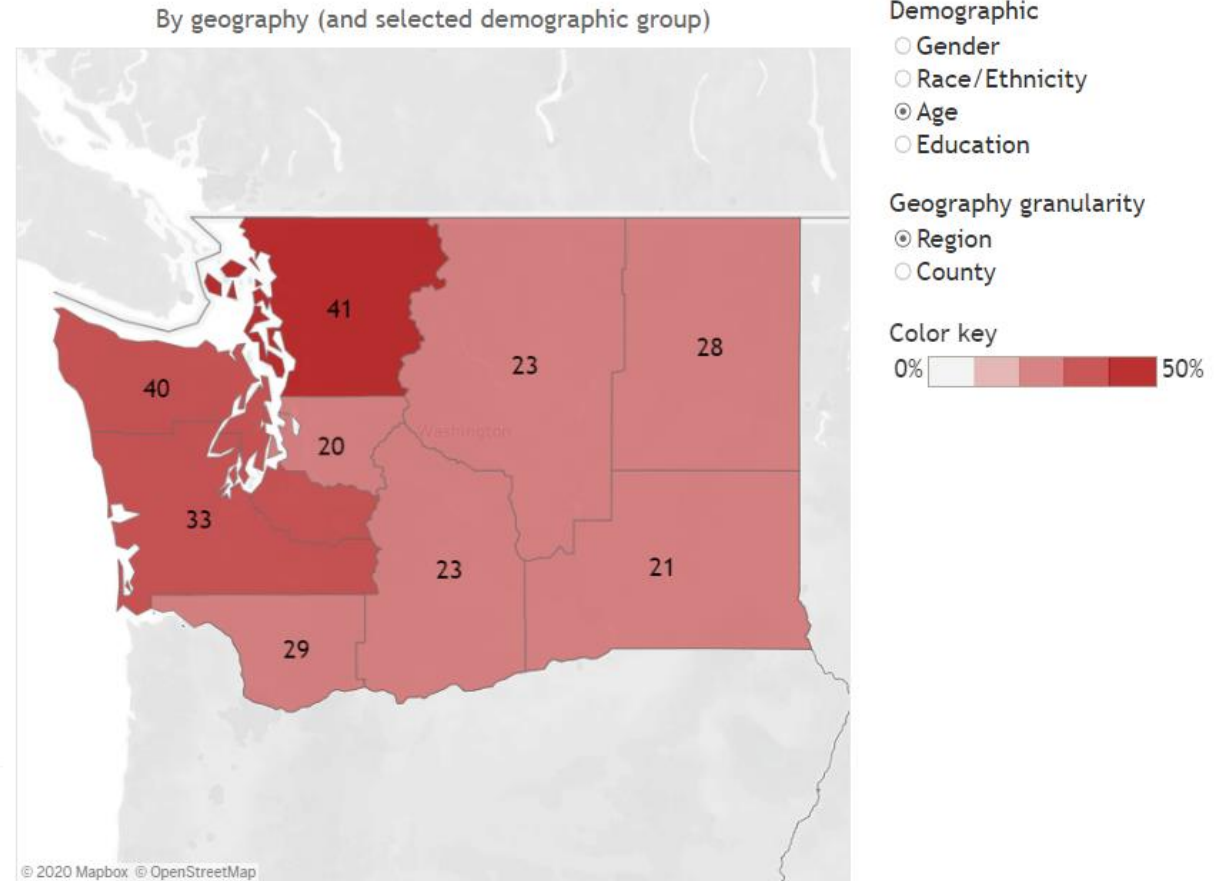 By geography (and selected demographic group)
Demographic
Gender
Race/Ethnicity
Age
Education
Geography granularity
Region
County
Color key
0%
50%
41
40
23
28
20
Washington
33
23
21
29
© 2020 Mapbox © OpenStreetMap